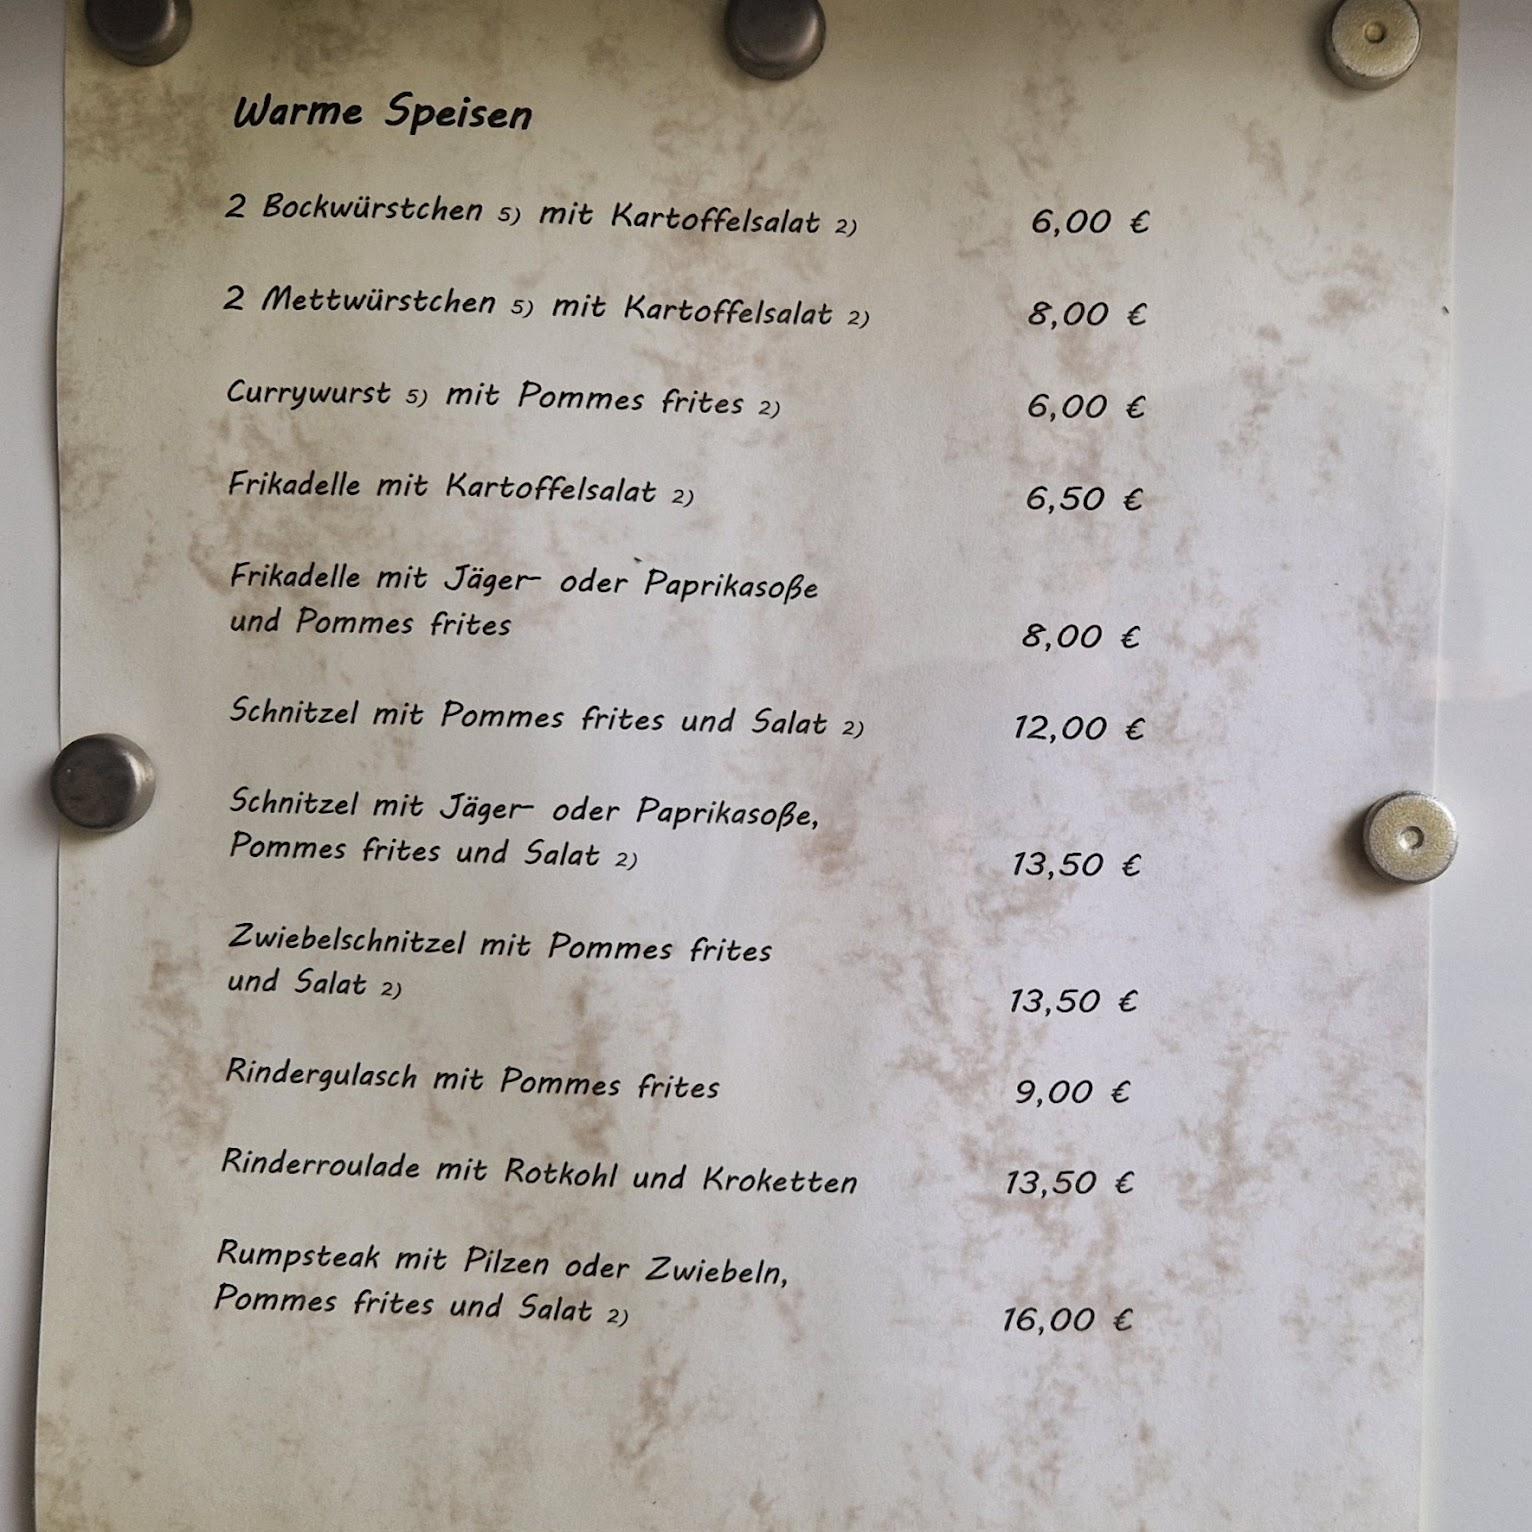 Warme Speisen
2 Bockwürstchen 5) mit Kartoffelsalat 2) 6,00 €
2 Mettwürstchen 5) mit Kartoffelsalat 2) 8,00 €
Currywurst 5) mit Pommes frites 2) 6,00 €
Frikadelle mit Kartoffelsalat 2) 6,50 €
Frikadelle mit Jäger- oder Paprikasoße
und Pommes frites 8,00 €
Schnitzel mit Pommes frites und Salat 2) 12,00 €
Schnitzel mit Jäger- oder Paprikasoße,
Pommes frites und Salat 2) 13,50 €
Zwiebelschnitzel mit Pommes frites
und Salat 2) 13,50 €
Rindergulasch mit Pommes frites 9,00 €
Rinderroulade mit Rotkohl und Kroketten 13,50 €
Rumpsteak mit Pilzen oder Zwiebeln,
Pommes frites und Salat 2) 16,00 €